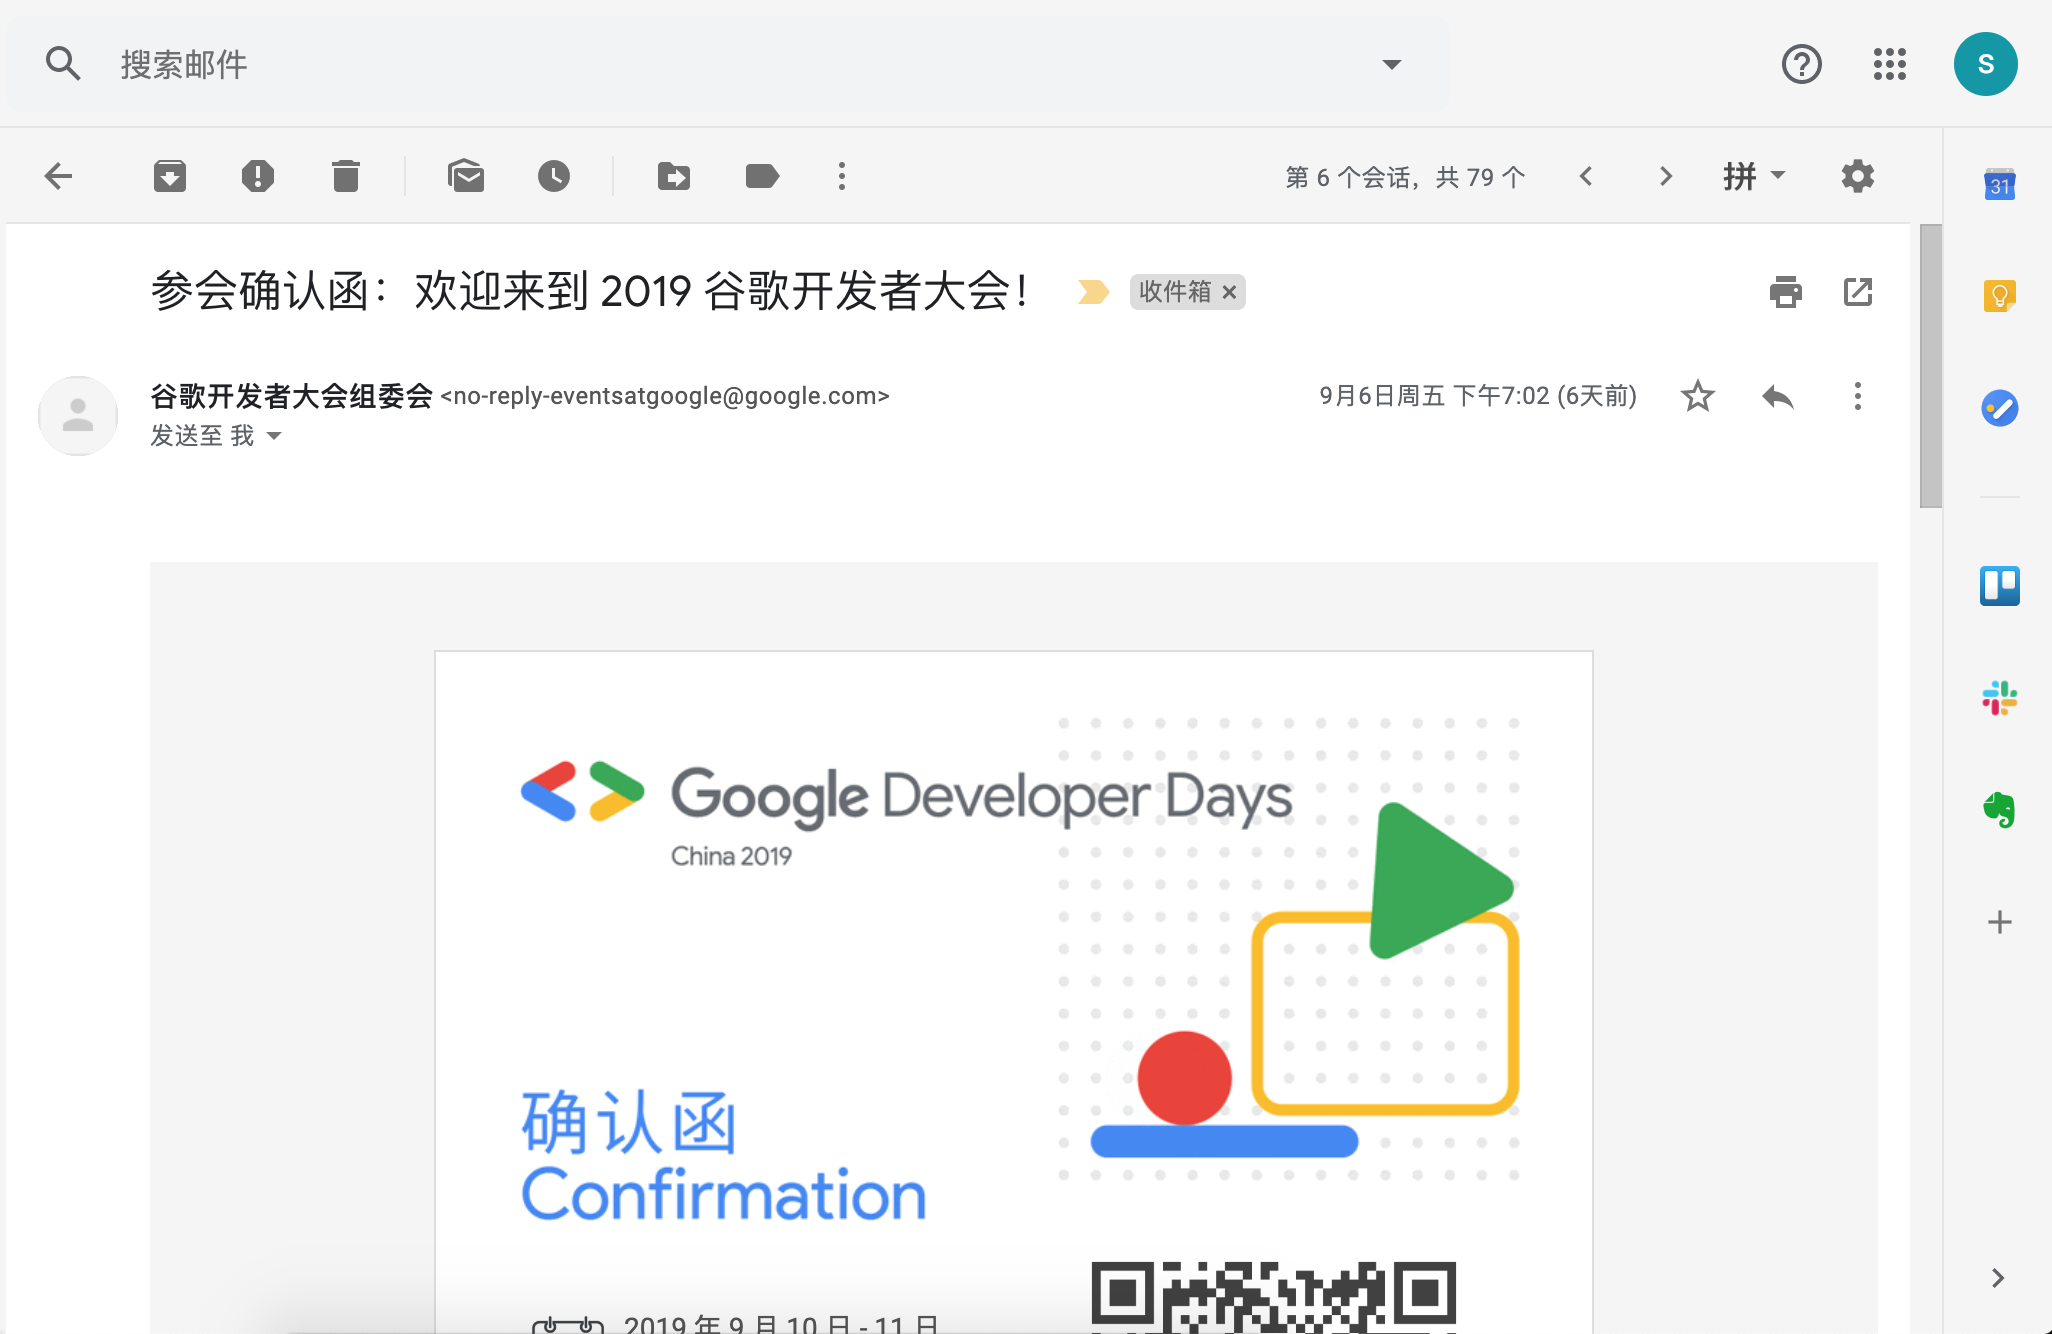 搜索邮件
S
第 6 个会话，共 79 个
拼
31
参会确认函：欢迎来到 2019 谷歌开发者大会！
收件箱 ×
谷歌开发者大会组委会 <no-reply-eventsatgoogle@google.com>
9月6日周五 下午7:02 (6天前)
发送至 我
Google Developer Days
China 2019
确认函
Confirmation
2019 年 9 月 10 日 - 11 日